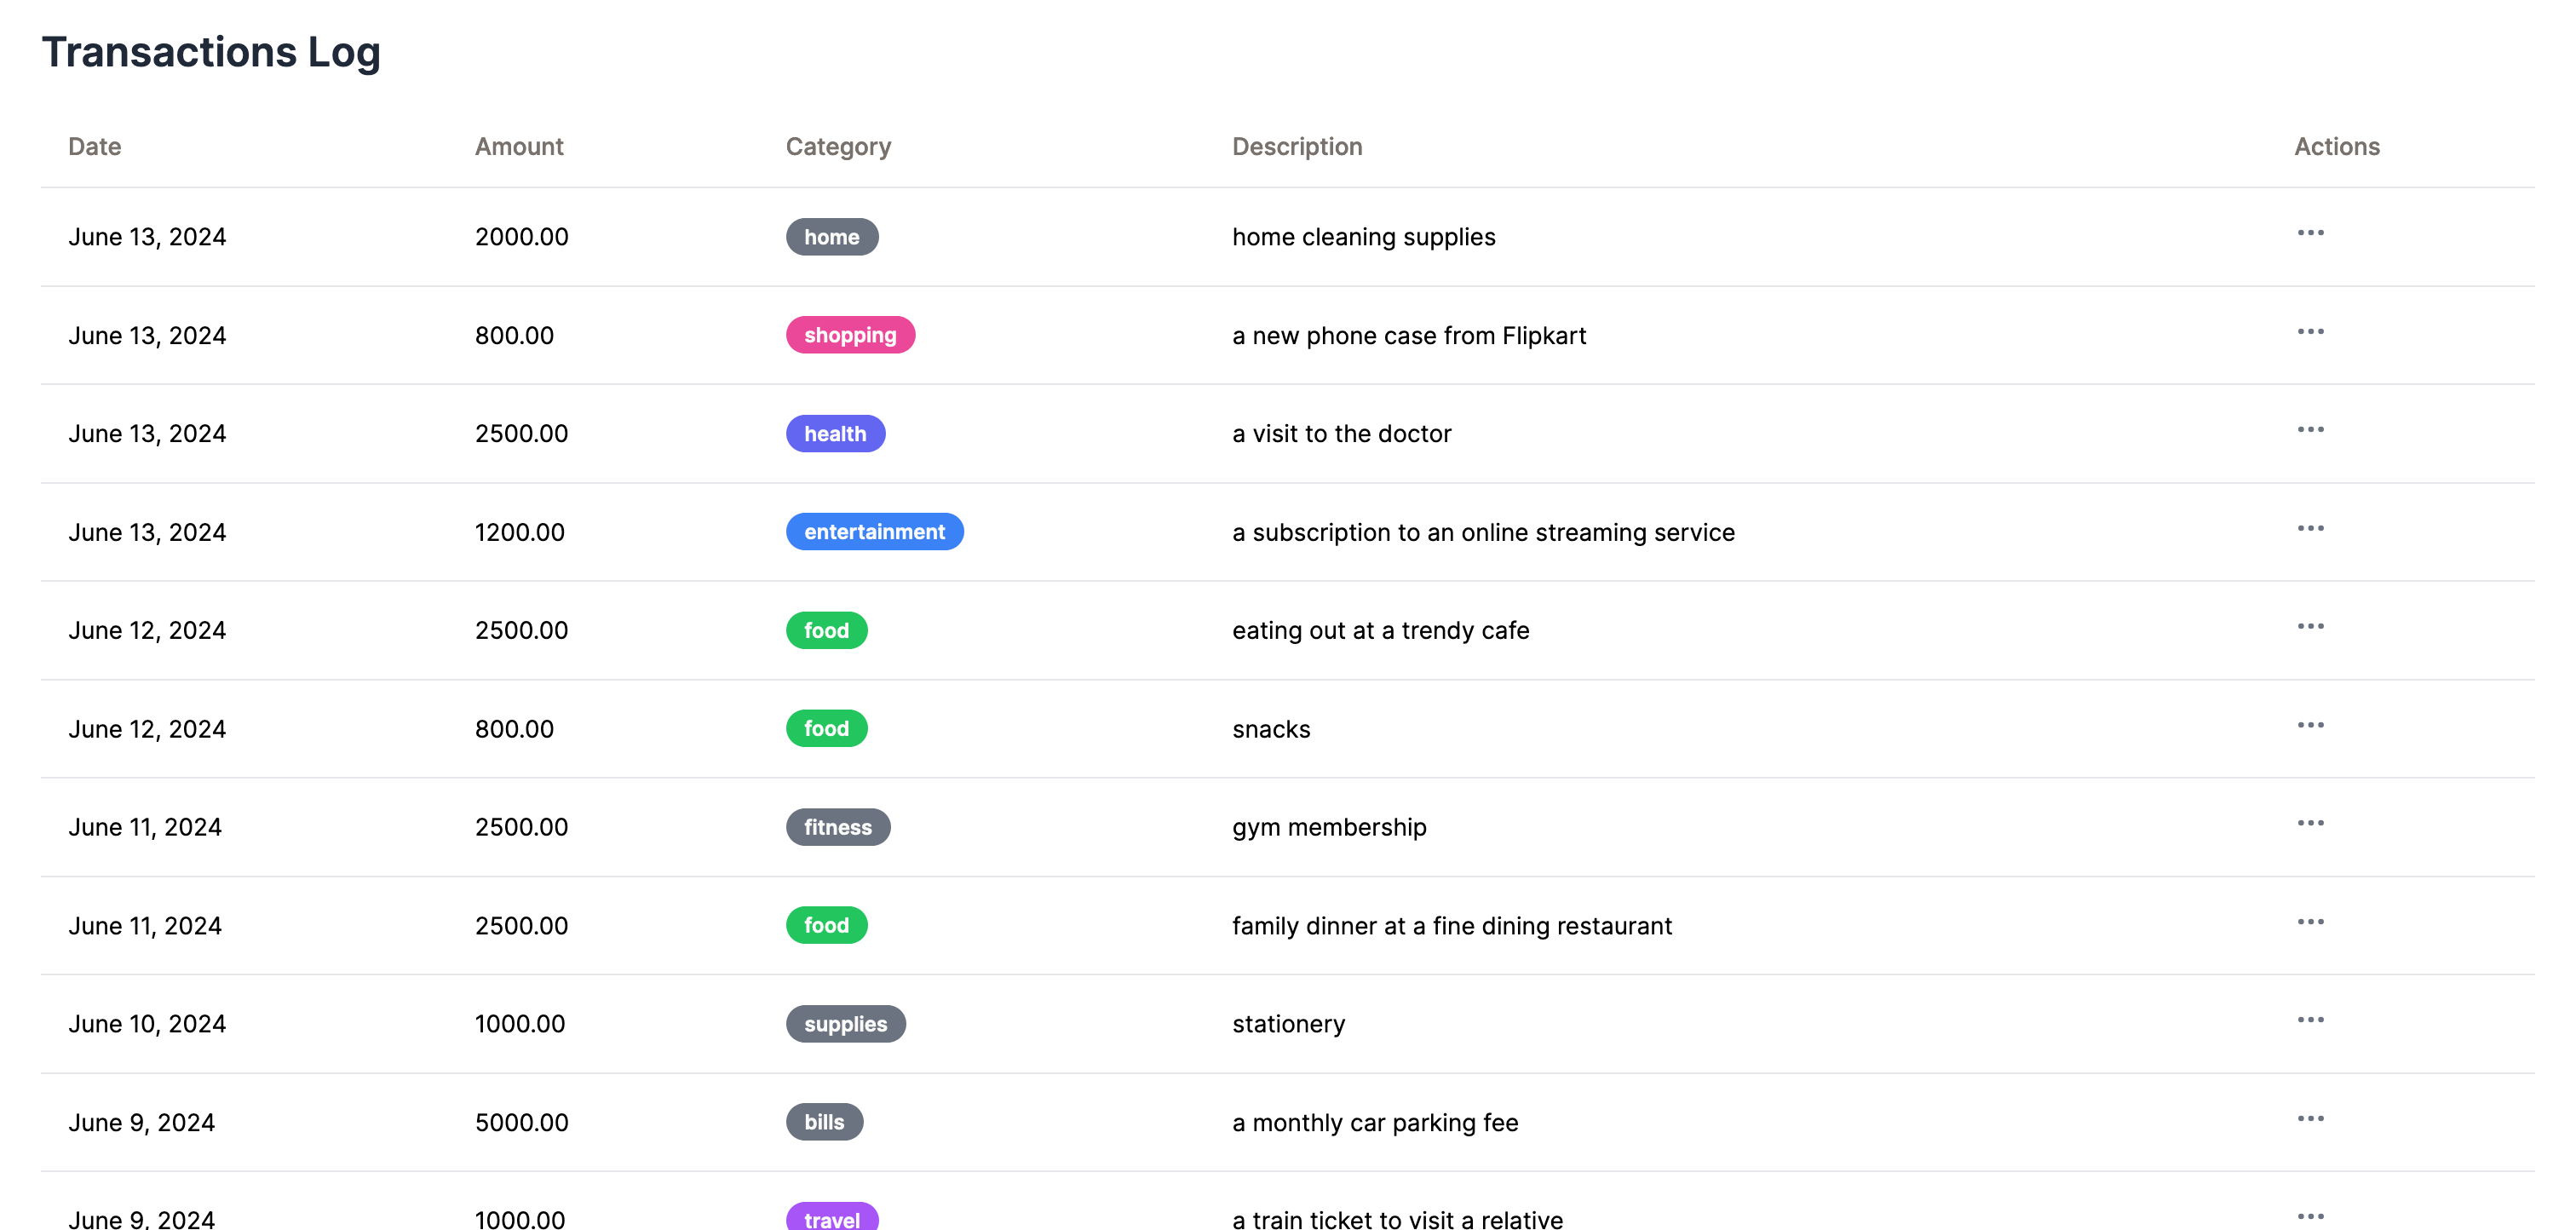 Transactions Log
Date Amount Category Description Actions
June 13, 2024 2000.00 home home cleaning supplies
June 13, 2024 800.00 shopping a new phone case from Flipkart
June 13, 2024 2500.00 health a visit to the doctor
June 13, 2024 1200.00 entertainment a subscription to an online streaming service
June 12, 2024 2500.00 food eating out at a trendy cafe
June 12, 2024 800.00 food snacks
June 11, 2024 2500.00 fitness gym membership
June 11, 2024 2500.00 food family dinner at a fine dining restaurant
June 10, 2024 1000.00 supplies stationery
June 9, 2024 5000.00 bills a monthly car parking fee
June 9, 2024 1000.00 travel a train ticket to visit a relative